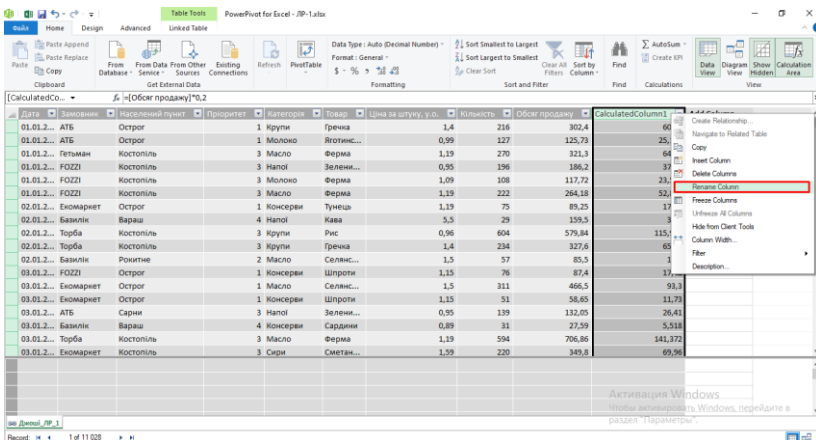 Table Tools PowerPivot for Excel - ЛР-1.xlsx
Файл Home Design Advanced Linked Table
Paste Paste Append
Paste Replace
Copy
Clipboard
From Database From Data Service From Other Sources Existing Connections
Get External Data
Refresh PivotTable
Data Type : Auto (Decimal Number)
Format : General
$ % ,
Formatting
Sort Smallest to Largest
Sort Largest to Smallest
Clear Sort
Clear All Filters Sort by Column
Sort and Filter
Find
Find
AutoSum
Create KPI
Calculations
Data View Diagram View Show Hidden Calculation Area
View
[CalculatedCo... fx =[Обсяг продажу]*0,2
Дата Замовник Населений пункт Пріоритет Категорія Товар Ціна за штуку, у.о. Кількість Обсяг продажу CalculatedColumn1 Add Column
01.01.2... АТБ Острог 1 Крупи Гречка 1,4 216 302,4
01.01.2... АТБ Острог 1 Молоко Яготинс... 0,99 127 125,73
01.01.2... Гетьман Костопіль 3 Масло Ферма 1,19 270 321,3
01.01.2... FOZZI Костопіль 3 Напої Зелени... 0,95 196 186,2
01.01.2... FOZZI Костопіль 3 Молоко Ферма 1,09 108 117,72
01.01.2... FOZZI Костопіль 3 Масло Ферма 1,19 222 264,18
02.01.2... Екомаркет Острог 1 Консерви Тунець 1,19 75 89,25
02.01.2... Базилік Вараш 4 Напої Кава 5,5 29 159,5
02.01.2... Торба Костопіль 3 Крупи Рис 0,96 604 579,84
02.01.2... Торба Костопіль 3 Крупи Гречка 1,4 234 327,6
02.01.2... Базилік Рокитне 2 Масло Селянс... 1,5 57 85,5
03.01.2... FOZZI Острог 1 Консерви Шпроти 1,15 76 87,4
03.01.2... Екомаркет Острог 1 Масло Селянс... 1,5 311 466,5 93,3
03.01.2... Екомаркет Острог 1 Консерви Шпроти 1,15 51 58,65 11,73
03.01.2... АТБ Сарни 3 Напої Зелени... 0,95 139 132,05 26,41
03.01.2... Базилік Вараш 4 Консерви Сардини 0,89 31 27,59 5,518
03.01.2... Торба Костопіль 3 Масло Ферма 1,19 594 706,86 141,372
03.01.2... Екомаркет Костопіль 3 Сири Сметан... 1,59 220 349,8 69,96
Create Relationship...
Navigate to Related Table
Copy
Insert Column
Delete Columns
Rename Column
Freeze Columns
Unfreeze All Columns
Hide from Client Tools
Column Width...
Filter
Description...
Активация Windows
Чтобы активировать Windows, перейдите в
раздел "Параметры".
Джоші_ЛР_1
Record: 1 of 11 028